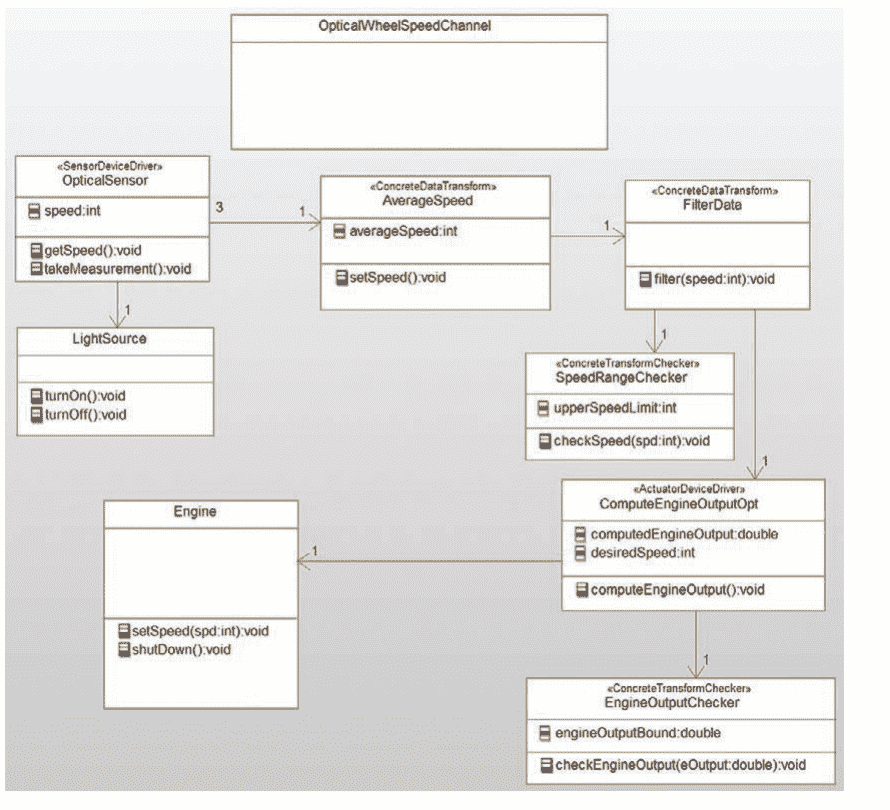 OpticalWheelSpeedChannel
«SensorDeviceDriver»
OpticalSensor
speed:int
getSpeed():void
takeMeasurement():void
3
1
«ConcreteDataTransform»
AverageSpeed
averageSpeed:int
setSpeed():void
1
«ConcreteDataTransform»
FilterData
filter(speed:int):void
1
LightSource
turnOn():void
turnOff():void
1
«ConcreteTransformChecker»
SpeedRangeChecker
upperSpeedLimit:int
checkSpeed(spd:int):void
1
«ActuatorDeviceDriver»
ComputeEngineOutputOpt
computedEngineOutput:double
desiredSpeed:int
computeEngineOutput():void
1
Engine
setSpeed(spd:int):void
shutDown():void
1
«ConcreteTransformChecker»
EngineOutputChecker
engineOutputBound:double
checkEngineOutput(eOutput:double):void